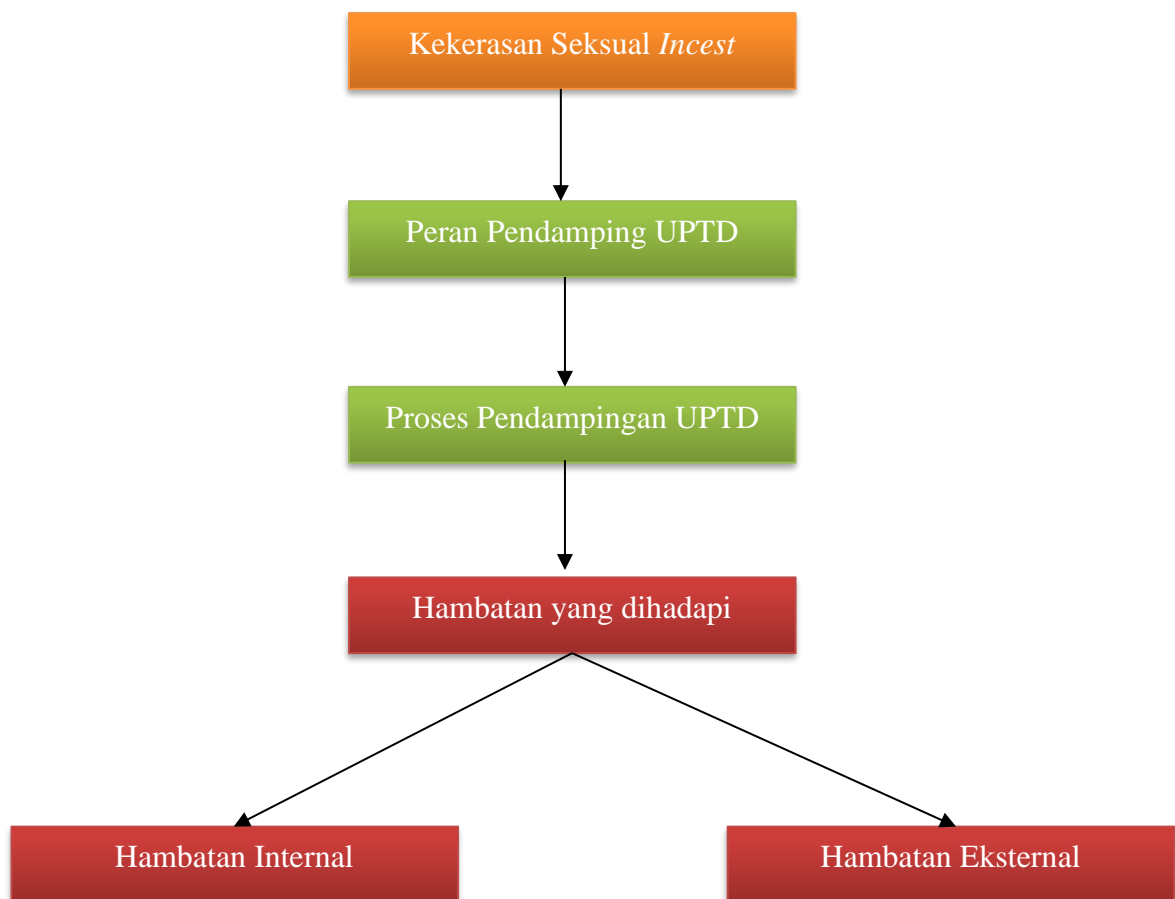 Kekerasan Seksual Incest
Peran Pendamping UPTD
Proses Pendampingan UPTD
Hambatan yang dihadapi
Hambatan Internal
Hambatan Eksternal